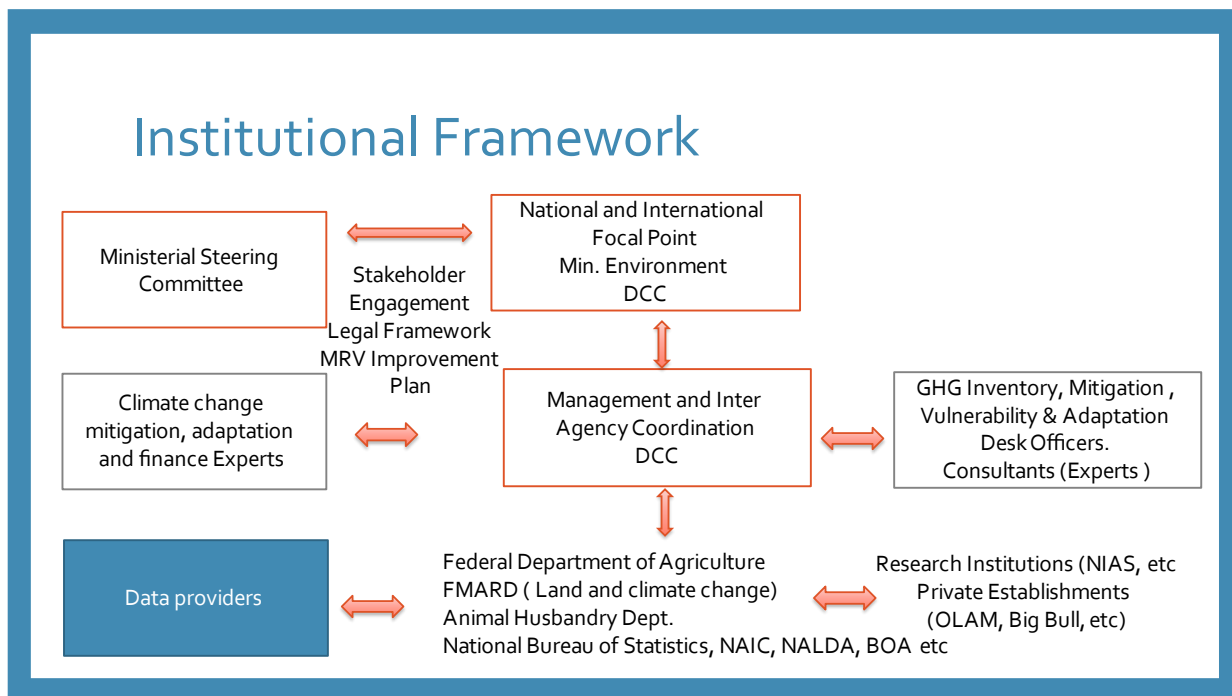 Institutional Framework
Ministerial Steering
Committee
National and International
Focal Point
Min. Environment
DCC
Stakeholder
Engagement
Legal Framework
MRV Improvement
Plan
Climate change
mitigation, adaptation
and finance Experts
Management and Inter
Agency Coordination
DCC
GHG Inventory, Mitigation ,
Vulnerability & Adaptation
Desk Officers.
Consultants (Experts )
Data providers
Federal Department of Agriculture
FMARD ( Land and climate change)
Animal Husbandry Dept.
National Bureau of Statistics, NAIC, NALDA, BOA etc
Research Institutions (NIAS, etc
Private Establishments
(OLAM, Big Bull, etc)